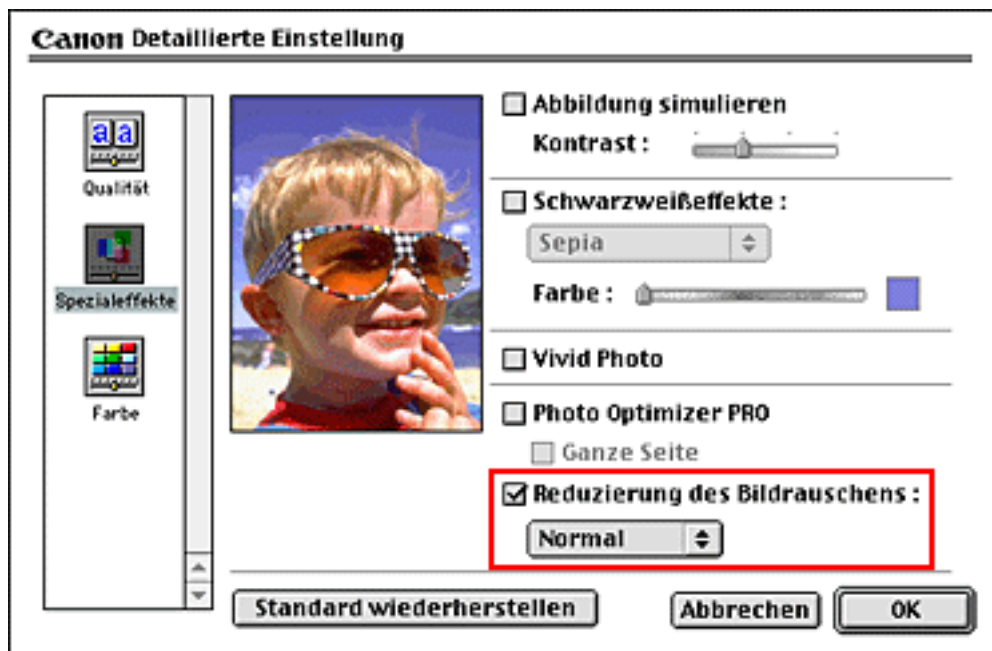 Canon Detaillierte Einstellung
a a
Qualität
Spezialeffekte
Farbe
Abbildung simulieren
Kontrast :
Schwarzweißeffekte :
Sepia
Farbe :
Vivid Photo
Photo Optimizer PRO
Ganze Seite
Reduzierung des Bildrauschens :
Normal
Standard wiederherstellen
Abbrechen
OK